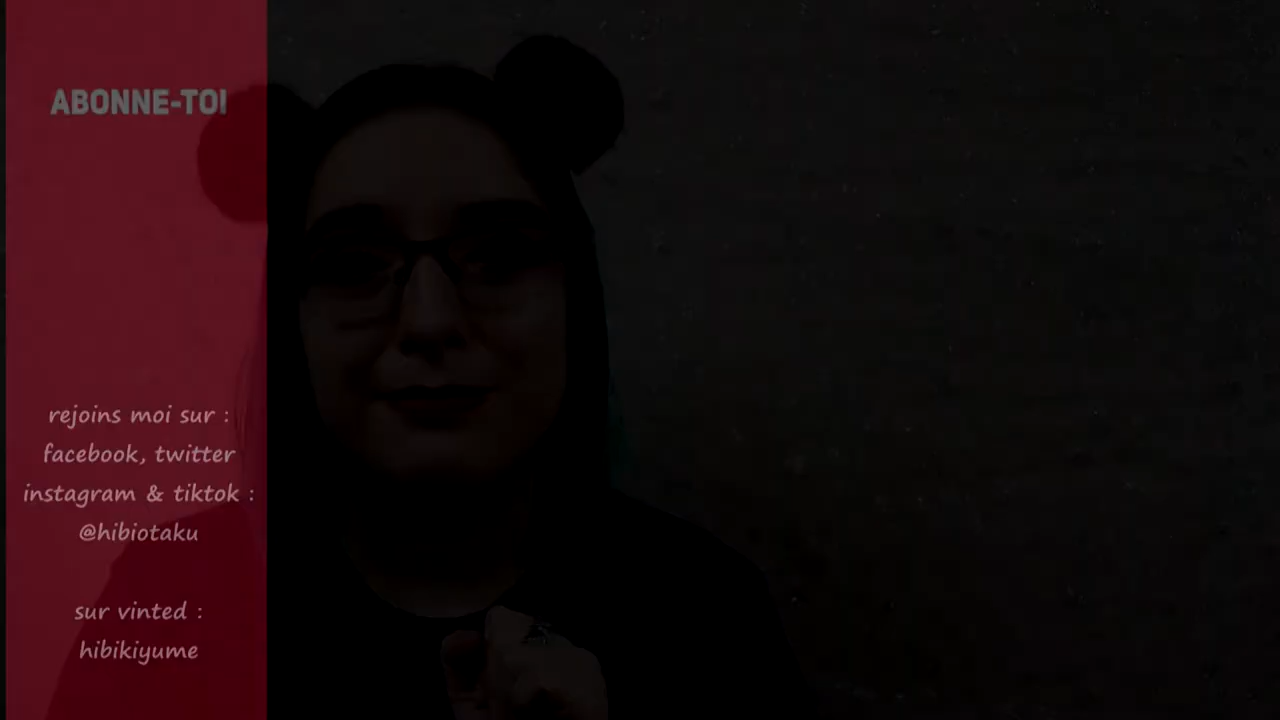 ABONNE-TOI
rejoins moi sur :
facebook, twitter
instagram & tiktok :
@hibiotaku
sur vinted :
hibikiyume